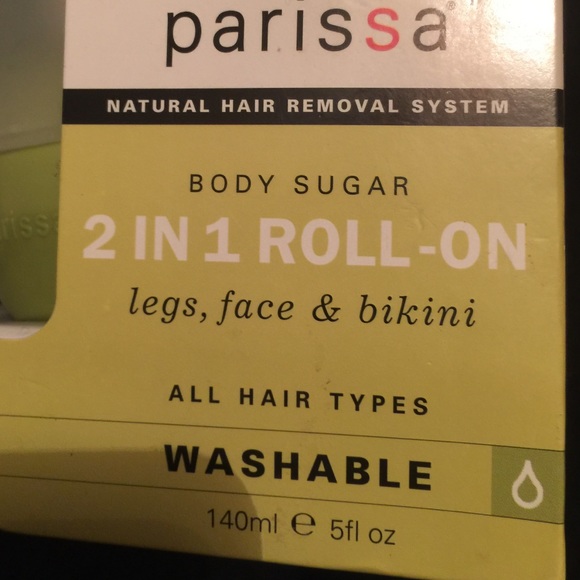 parissa
NATURAL HAIR REMOVAL SYSTEM
BODY SUGAR
2 IN 1 ROLL-ON
legs, face & bikini
ALL HAIR TYPES
WASHABLE
140ml ℮ 5fl oz